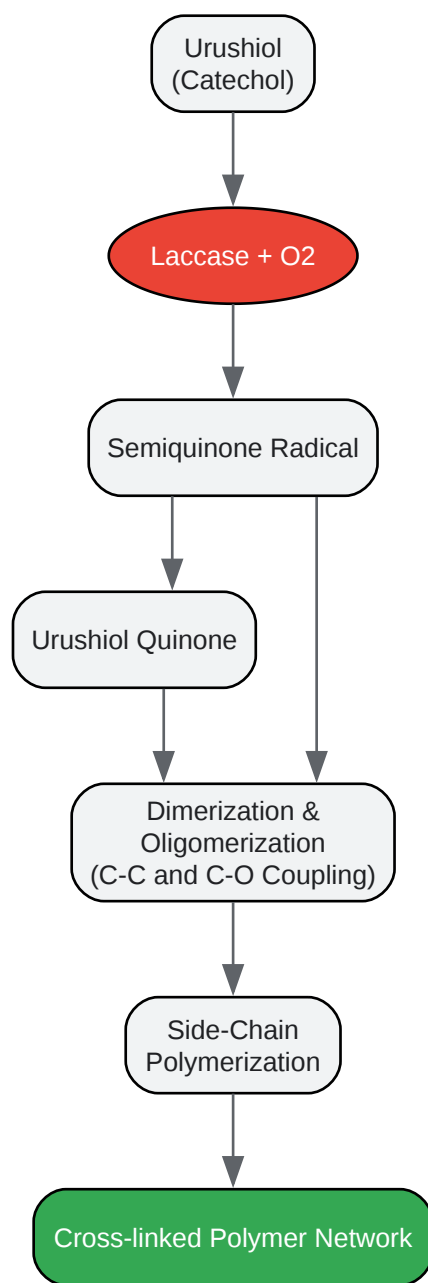 Urushiol
(Catechol)
Laccase + O2
Semiquinone Radical
Urushiol Quinone
Dimerization &
Oligomerization
(C-C and C-O Coupling)
Side-Chain
Polymerization
Cross-linked Polymer Network